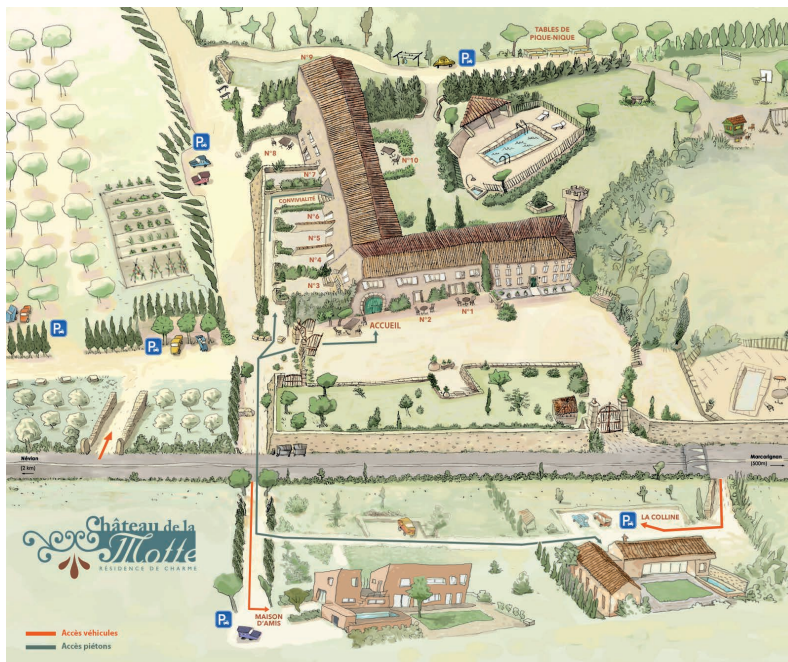 TABLES DE
PIQUE-NIQUE
N°9
P
N°8
N°7
N°10
P
CONVIVIALITÉ
N°6
N°5
N°4
N°3
N°2
N°1
ACCUEIL
P
P
Névian
(2 km)
Marcorignan
(500m)
P
LA COLLINE
Château de la
Motte
RÉSIDENCE DE CHARME
MAISON
D'AMIS
P
Accès véhicules
Accès piétons